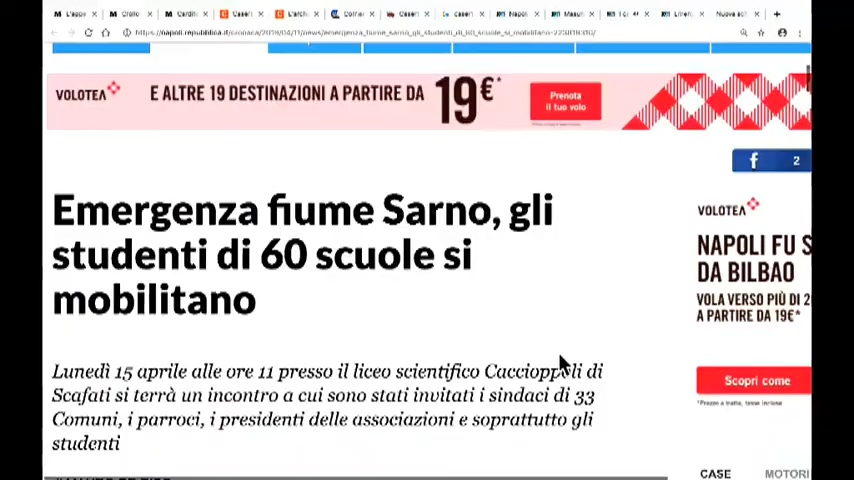 VOLOTEA
E ALTRE 19 DESTINAZIONI A PARTIRE DA 19€*
Prenota
il tuo volo
f 2
Emergenza fiume Sarno, gli
studenti di 60 scuole si
mobilitano
Lunedì 15 aprile alle ore 11 presso il liceo scientifico Caccioppoli di
Scafati si terrà un incontro a cui sono stati invitati i sindaci di 33
Comuni, i parroci, i presidenti delle associazioni e soprattutto gli
studenti
VOLOTEA
NAPOLI FU S
DA BILBAO
VOLA VERSO PIÙ DI 2
A PARTIRE DA 19€*
Scopri come
CASE MOTORI